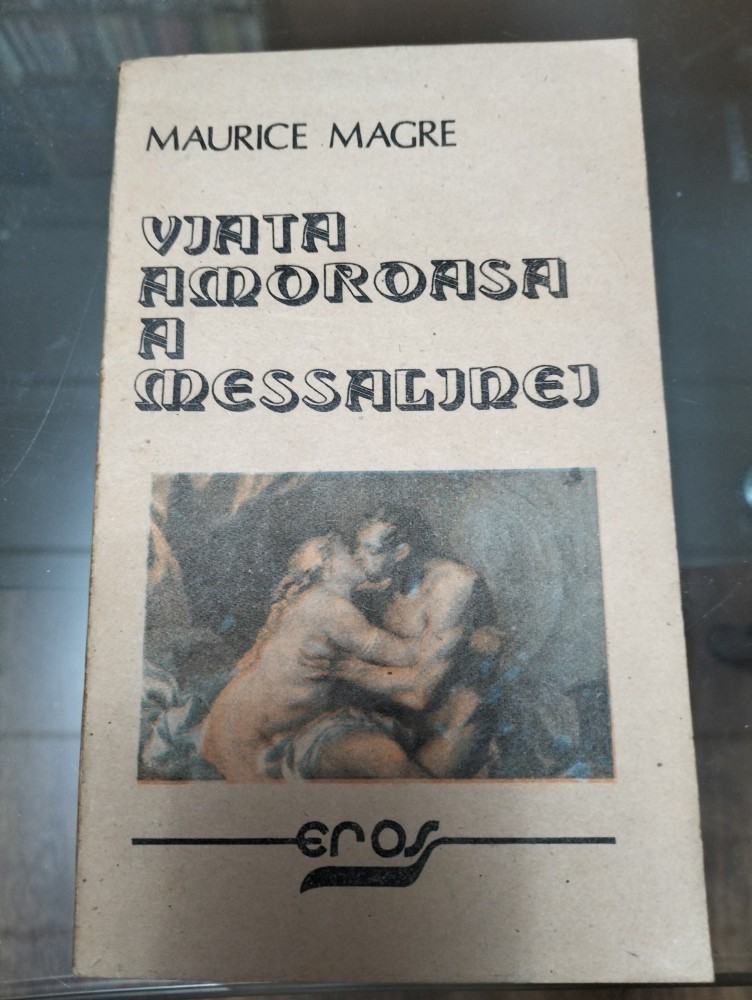 MAURICE MAGRE
VIATA
AMOROASA
A
MESSALINEI
EROS